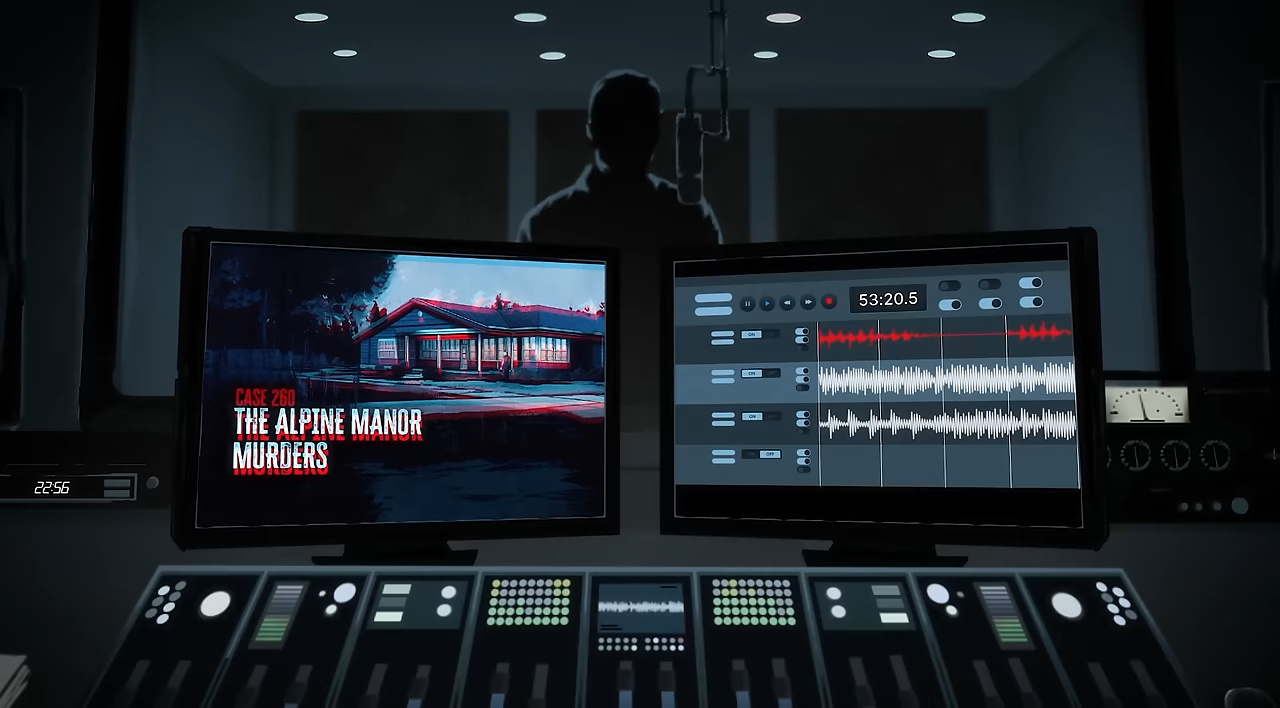 CASE 260
THE ALPINE MANOR
MURDERS
53:20.5
ON
ON
ON
OFF
22:56